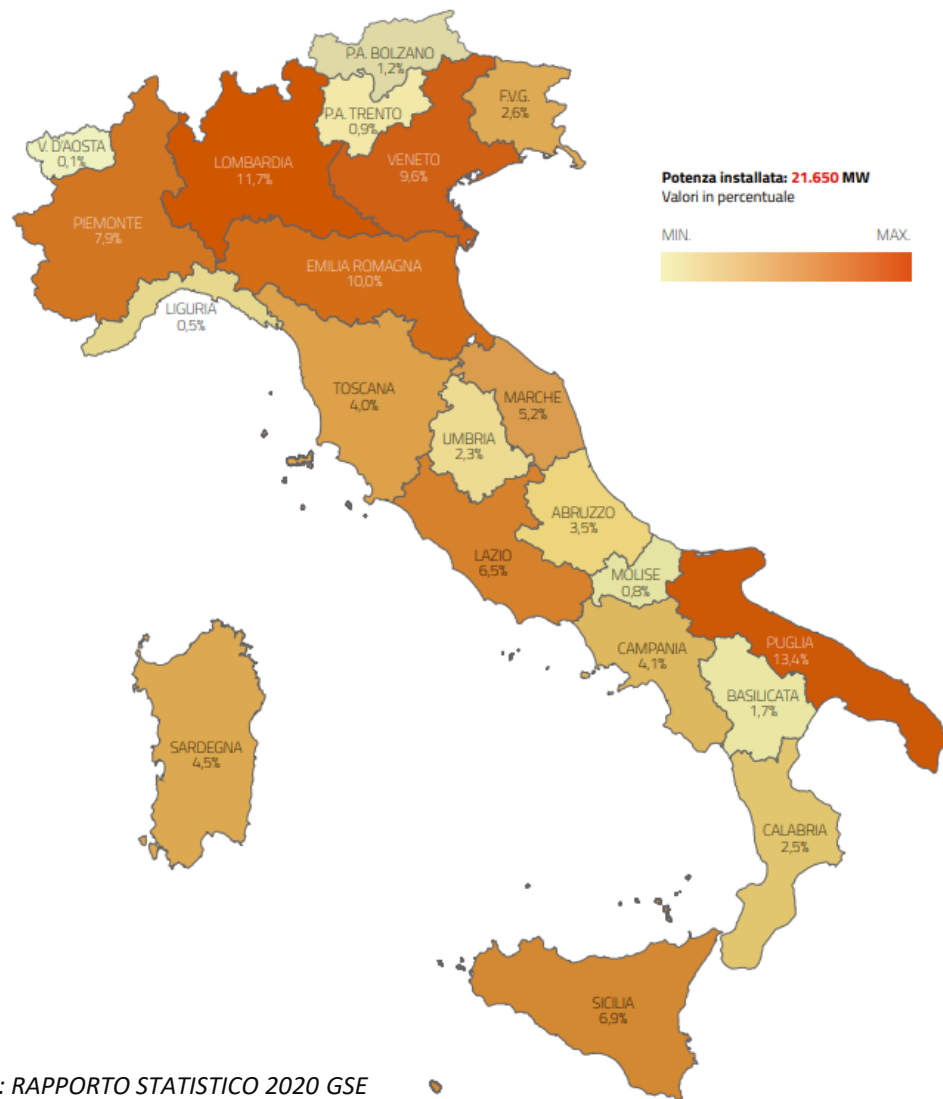 P.A. BOLZANO
1,2%
F.V.G.
2,6%
P.A. TRENTO
0,9%
V. D'AOSTA
0,1%
LOMBARDIA
11,7%
VENETO
9,6%
Potenza installata: 21.650 MW
Valori in percentuale
MIN. MAX.
PIEMONTE
7,9%
EMILIA ROMAGNA
10,0%
LIGURIA
0,5%
TOSCANA
4,0%
MARCHE
5,2%
UMBRIA
2,3%
ABRUZZO
3,5%
LAZIO
6,5%
MOLISE
0,8%
CAMPANIA
4,1%
PUGLIA
13,4%
BASILICATA
1,7%
SARDEGNA
4,5%
CALABRIA
2,5%
SICILIA
6,9%
: RAPPORTO STATISTICO 2020 GSE